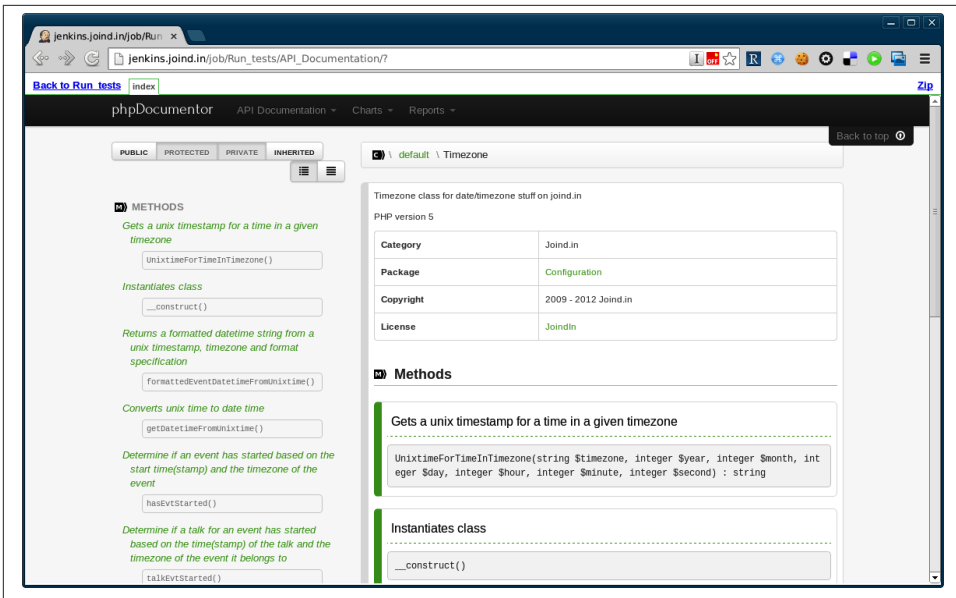 jenkins.joind.in/job/Run
jenkins.joind.in/job/Run_tests/API_Documentation/?
Back to Run_tests index Zip
phpDocumentor API Documentation Charts Reports
Back to top
PUBLIC PROTECTED PRIVATE INHERITED
\ default \ Timezone
METHODS
Gets a unix timestamp for a time in a given
timezone
UnixtimeForTimeInTimezone()
Instantiates class
__construct()
Returns a formatted datetime string from a
unix timestamp, timezone and format
specification
formattedEventDatetimeFromUnixtime()
Converts unix time to date time
getDatetimeFromUnixtime()
Determine if an event has started based on the
start time(stamp) and the timezone of the
event
hasEvtStarted()
Determine if a talk for an event has started
based on the time(stamp) of the talk and the
timezone of the event it belongs to
talkEvtStarted()
Timezone class for date/timezone stuff on joind.in
PHP version 5
Category Joind.in
Package Configuration
Copyright 2009 - 2012 Joind.in
License JoindIn
Methods
Gets a unix timestamp for a time in a given timezone
UnixtimeForTimeInTimezone(string $timezone, integer $year, integer $month, int
eger $day, integer $hour, integer $minute, integer $second) : string
Instantiates class
__construct()